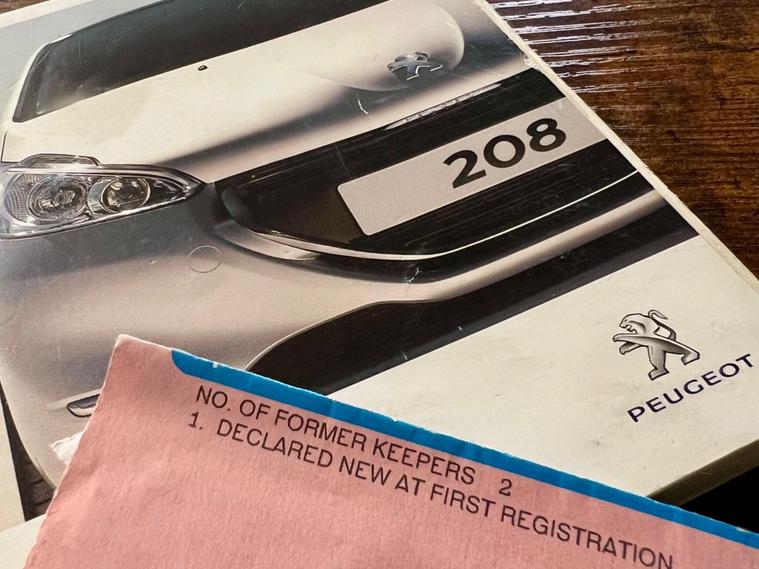 208
PEUGEOT
NO. OF FORMER KEEPERS 2
1. DECLARED NEW AT FIRST REGISTRATION